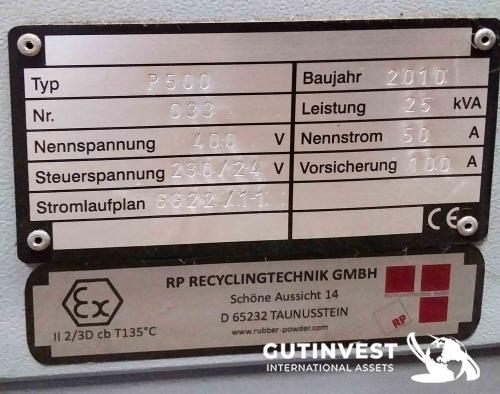 Typ P500
Nr. 033
Nennspannung 400 V
Steuerspannung 230/24 V
Stromlaufplan
Baujahr 2010
Leistung 25 kVA
Nennstrom 50 A
Vorsicherung 100 A
CE
Ex
II 2/3D cb T135°C
RP RECYCLINGTECHNIK GMBH
Schöne Aussicht 14
D 65232 TAUNUSSTEIN
www.rubber-powder.com
RP
GUTINVEST
INTERNATIONAL ASSETS